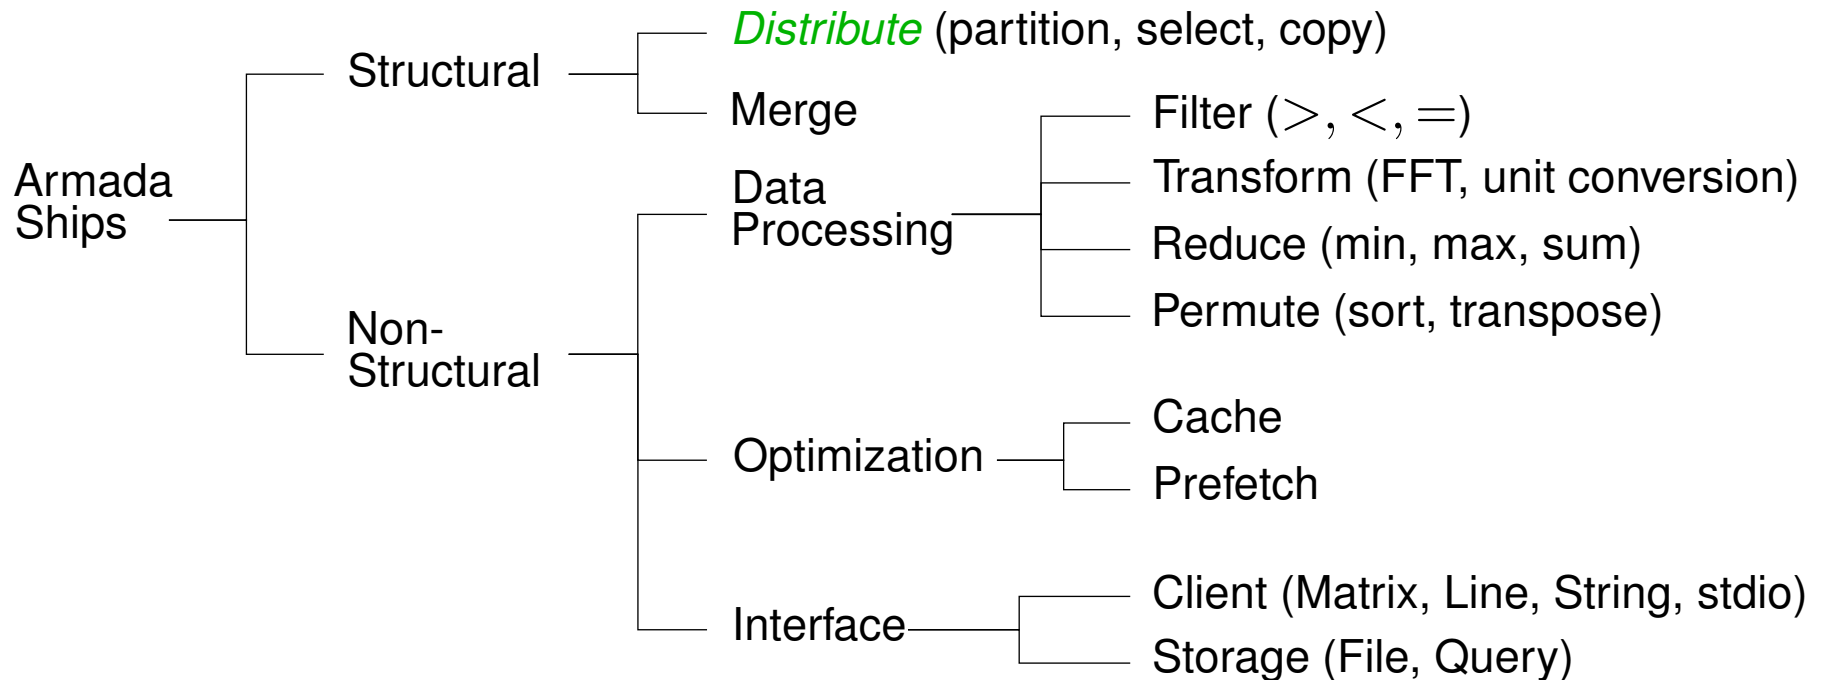 Distribute (partition, select, copy)
Structural
Merge
Filter (>, <, =)
Armada
Ships
Data
Processing
Transform (FFT, unit conversion)
Reduce (min, max, sum)
Permute (sort, transpose)
Non-
Structural
Cache
Optimization
Prefetch
Client (Matrix, Line, String, stdio)
Interface
Storage (File, Query)